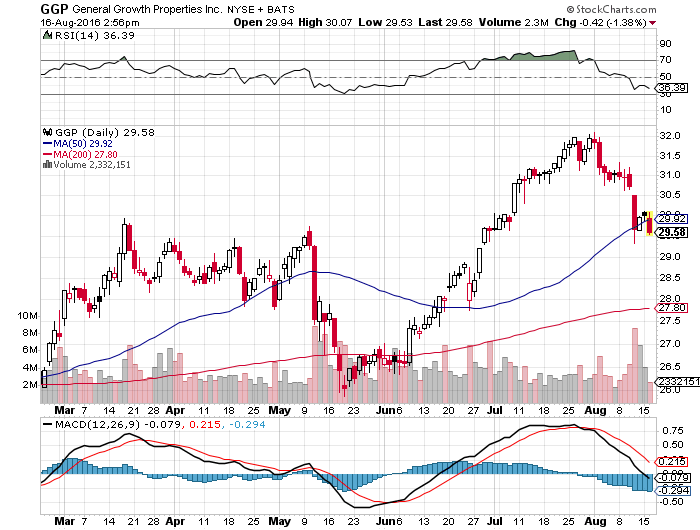 GGP General Growth Properties Inc. NYSE + BATS © StockCharts.com
16-Aug-2016 2:56pm Open 29.94 High 30.07 Low 29.53 Last 29.58 Volume 2.3M Chg -0.42 (-1.38%)
RSI(14) 36.39
90
70
50
36.39
30
10
GGP (Daily) 29.58
MA(50) 29.92
MA(200) 27.80
Volume 2,332,151
32.0
31.5
31.0
30.5
30.0
29.92
29.58
29.0
28.5
28.0
27.80
27.5
27.0
26.5
2332151
26.0
10M
8M
6M
4M
2M
Mar 7 14 21 28 Apr 11 18 25 May 9 16 23 Jun 6 13 20 27 Jul 11 18 25 Aug 8 15
MACD(12,26,9) -0.079, 0.215, -0.294
0.75
0.50
0.215
-0.079
-0.294
-0.50
Mar 7 14 21 28 Apr 11 18 25 May 9 16 23 Jun 6 13 20 27 Jul 11 18 25 Aug 8 15